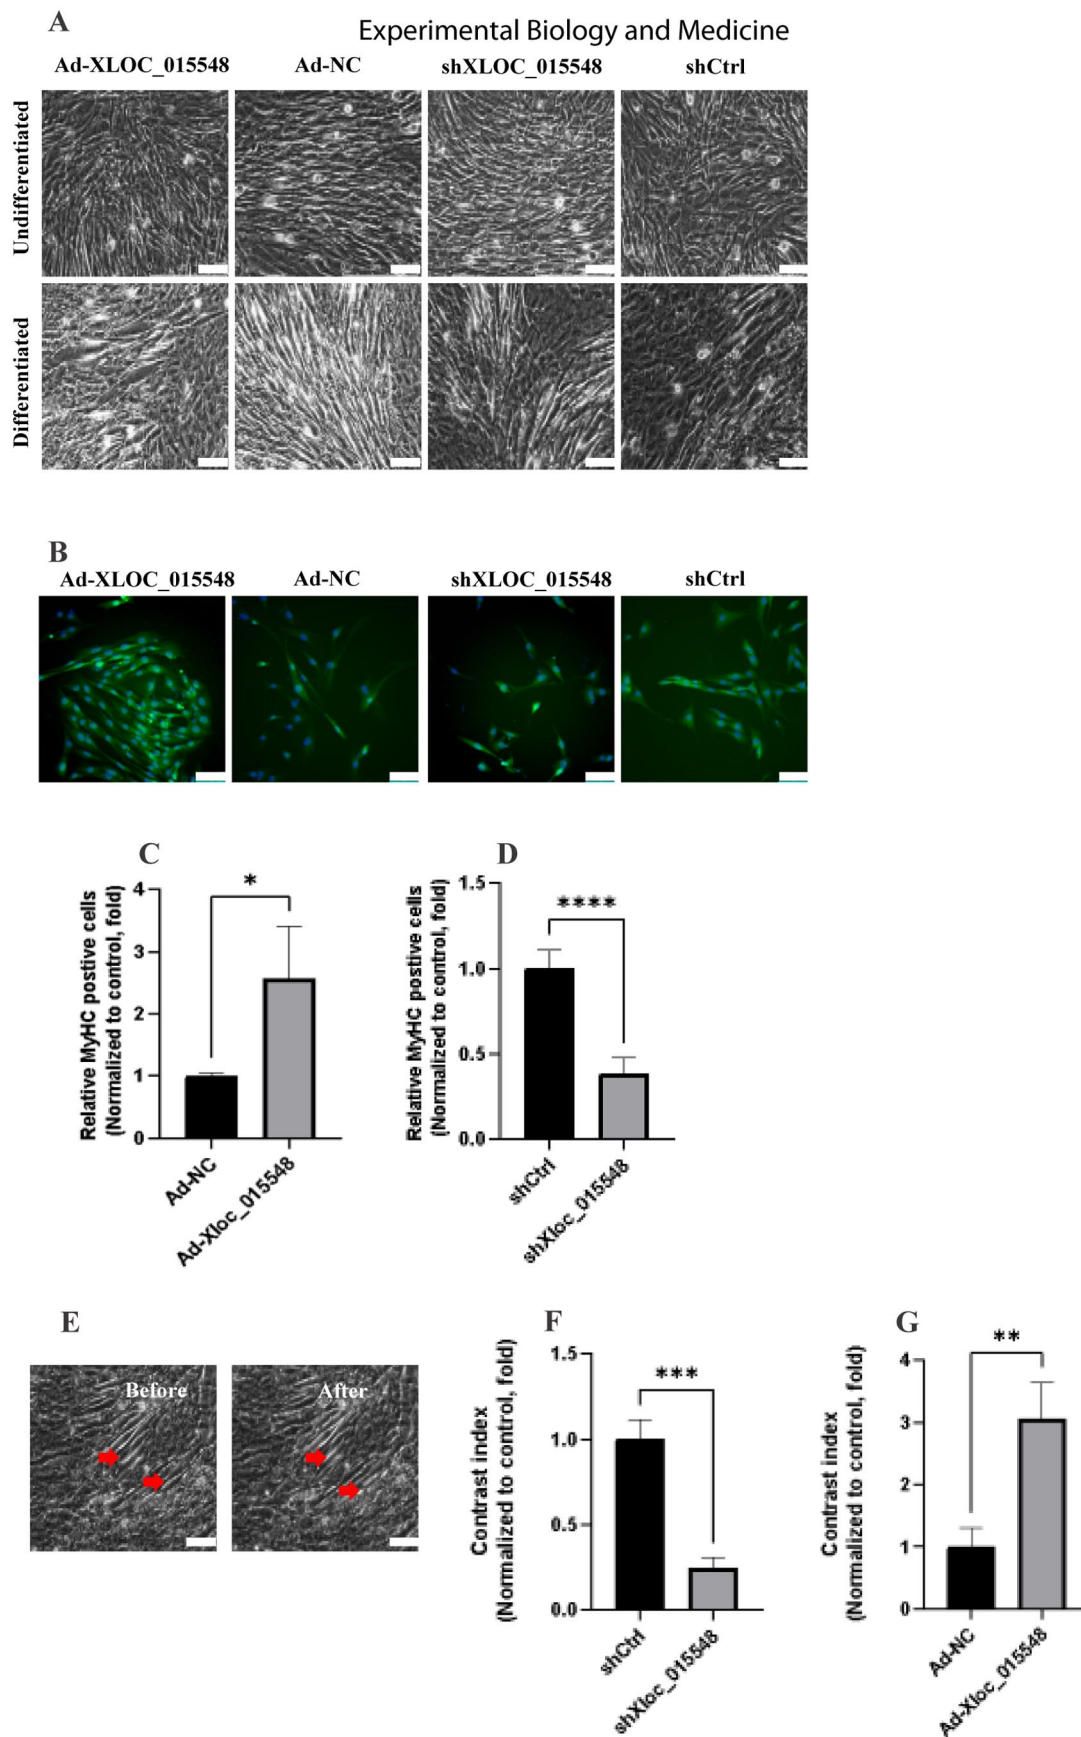 A
Experimental Biology and Medicine
Ad-XLOC_015548 Ad-NC shXLOC_015548 shCtrl
Undifferentiated
Differentiated
B
Ad-XLOC_015548 Ad-NC shXLOC_015548 shCtrl
C
Relative MyHC postive cells
(Normalized to control, fold)
4
3
2
1
0
*
Ad-NC
Ad-Xloc_015548
D
Relative MyHC postive cells
(Normalized to control, fold)
1.5
1.0
0.5
0.0
****
shCtrl
shXloc_015548
E
Before
After
F
Contrast index
(Normalized to control, fold)
1.5
1.0
0.5
0.0
***
shCtrl
shXloc_015548
G
Contrast index
(Normalized to control, fold)
4
3
2
1
0
**
Ad-NC
Ad-Xloc_015548